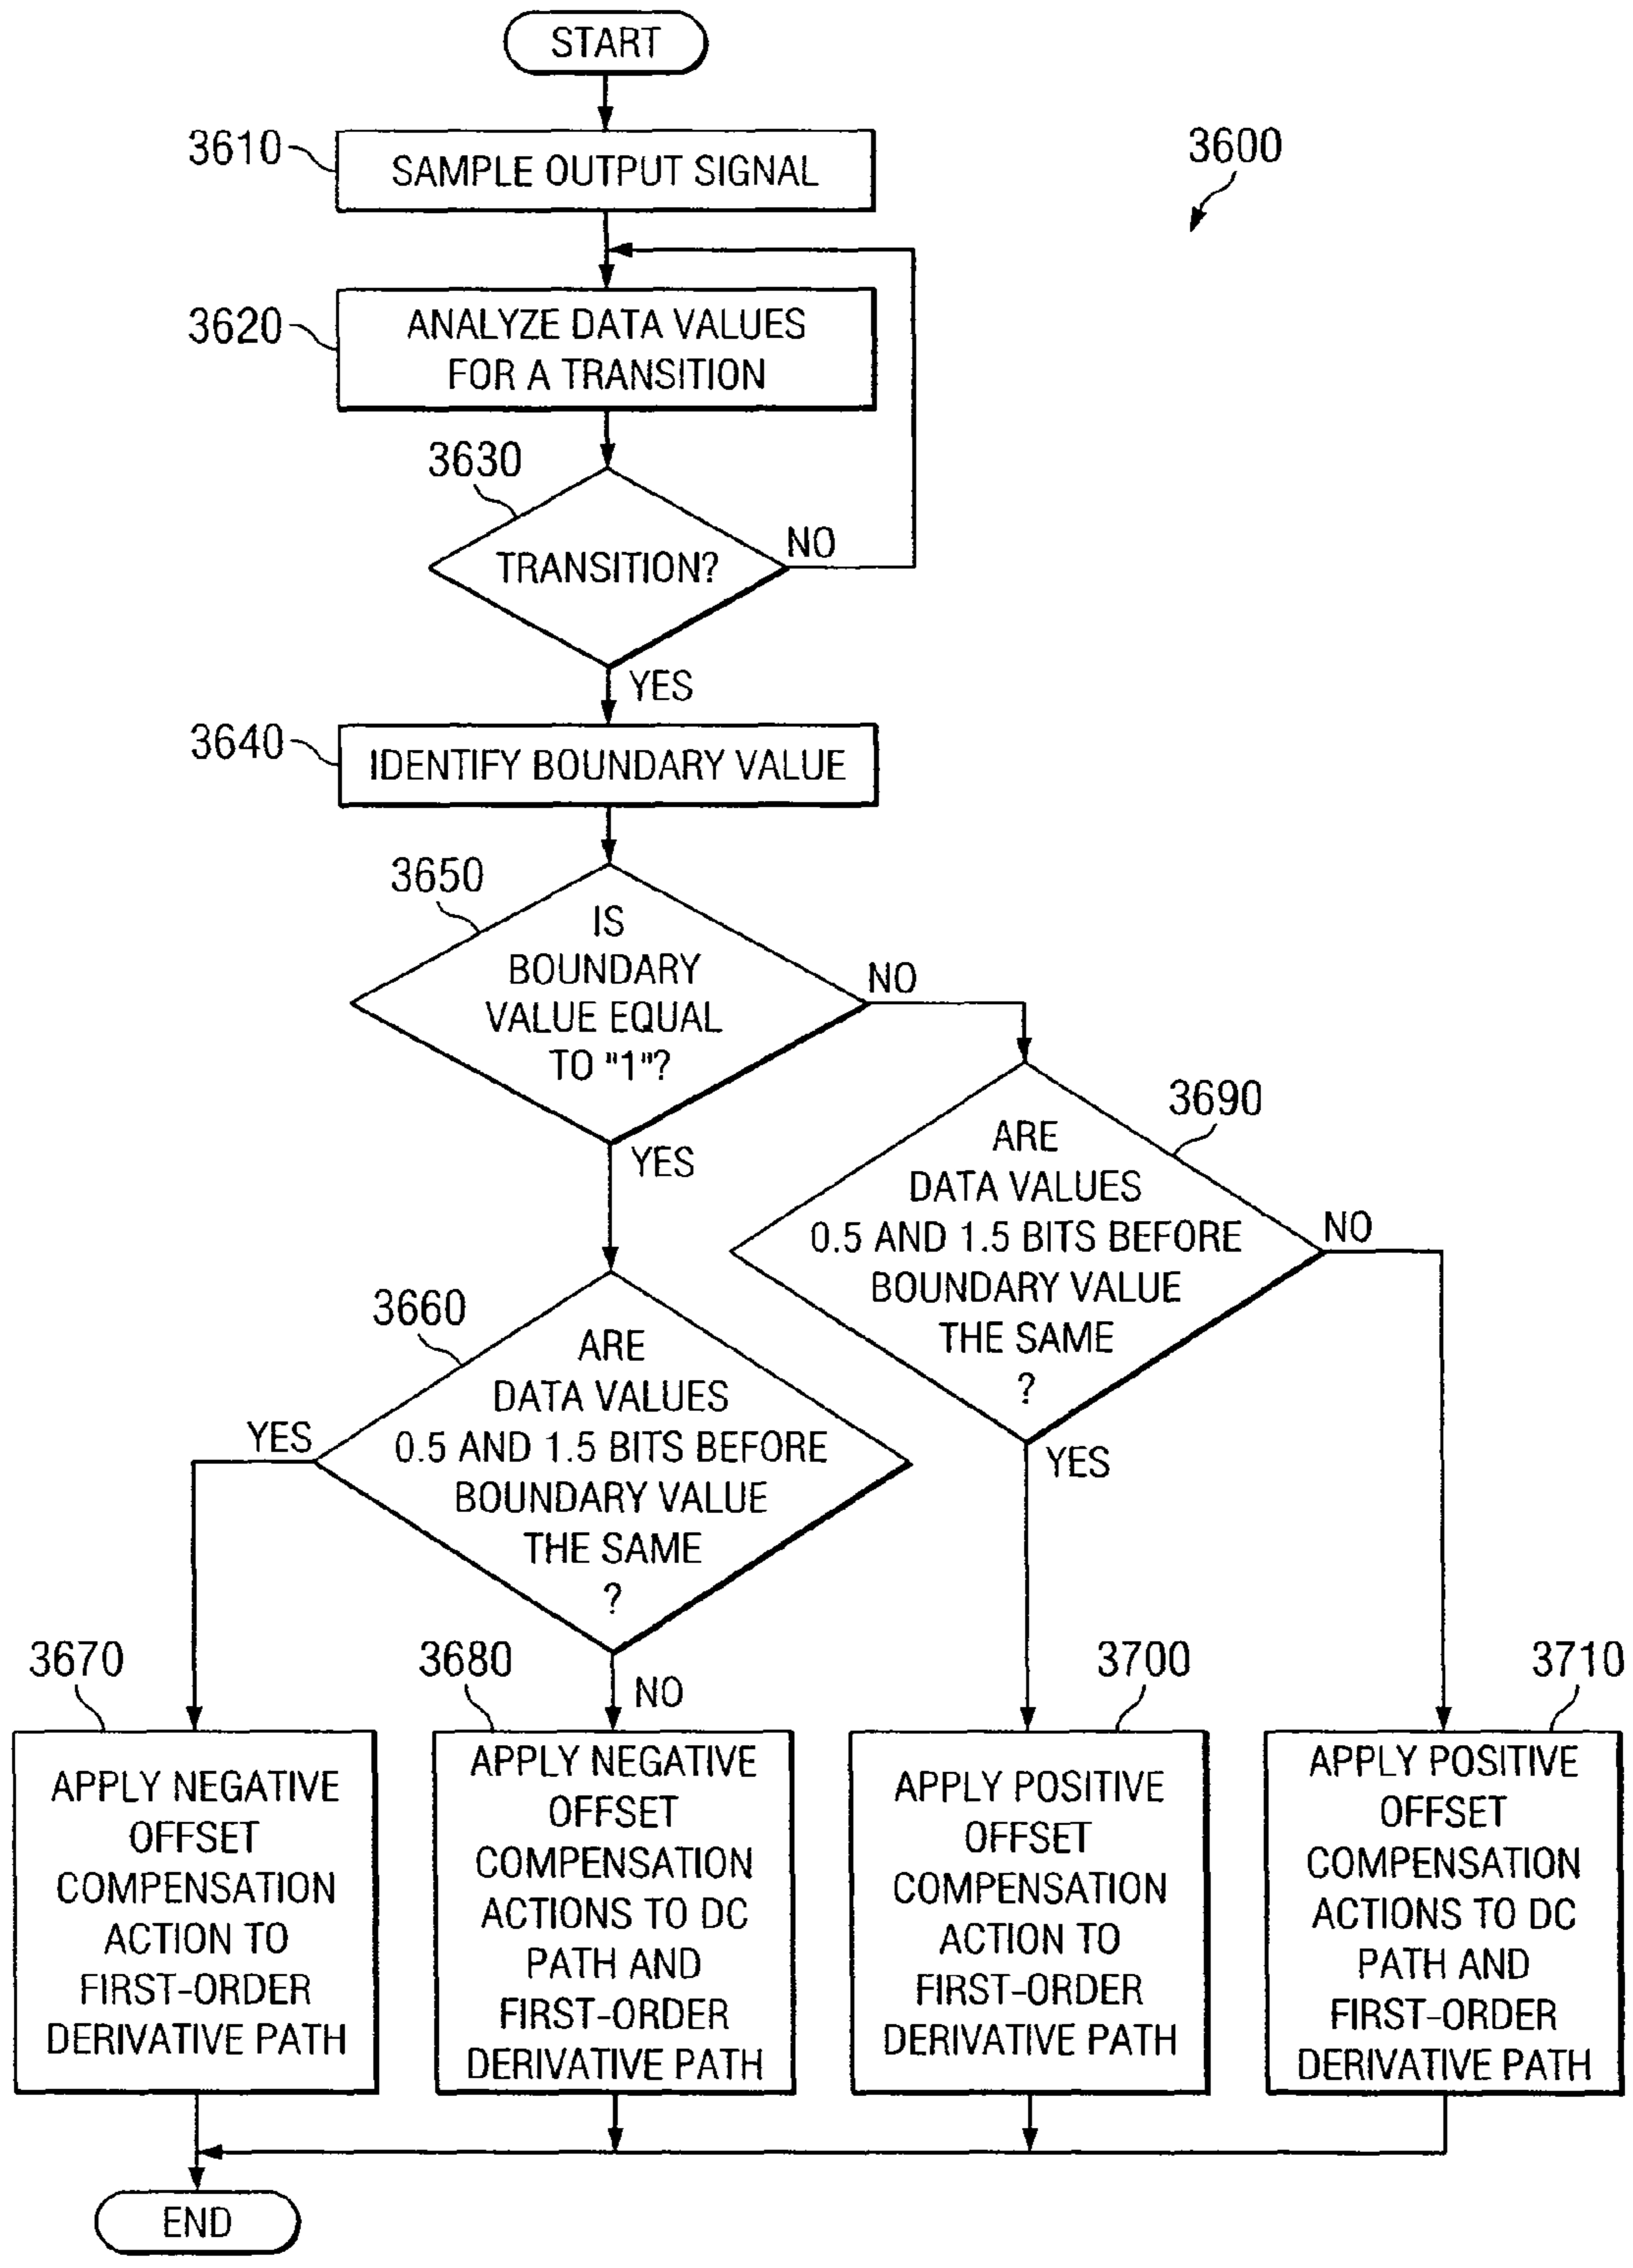 START
3610
SAMPLE OUTPUT SIGNAL
3600
3620
ANALYZE DATA VALUES
FOR A TRANSITION
3630
TRANSITION?
NO
YES
3640
IDENTIFY BOUNDARY VALUE
3650
IS
BOUNDARY
VALUE EQUAL
TO "1"?
NO
YES
3690
ARE
DATA VALUES
0.5 AND 1.5 BITS BEFORE
BOUNDARY VALUE
THE SAME
?
NO
YES
3660
ARE
DATA VALUES
0.5 AND 1.5 BITS BEFORE
BOUNDARY VALUE
THE SAME
?
YES
NO
3670
APPLY NEGATIVE
OFFSET
COMPENSATION
ACTION TO
FIRST-ORDER
DERIVATIVE PATH
3680
APPLY NEGATIVE
OFFSET
COMPENSATION
ACTIONS TO DC
PATH AND
FIRST-ORDER
DERIVATIVE PATH
3700
APPLY POSITIVE
OFFSET
COMPENSATION
ACTION TO
FIRST-ORDER
DERIVATIVE PATH
3710
APPLY POSITIVE
OFFSET
COMPENSATION
ACTIONS TO DC
PATH AND
FIRST-ORDER
DERIVATIVE PATH
END